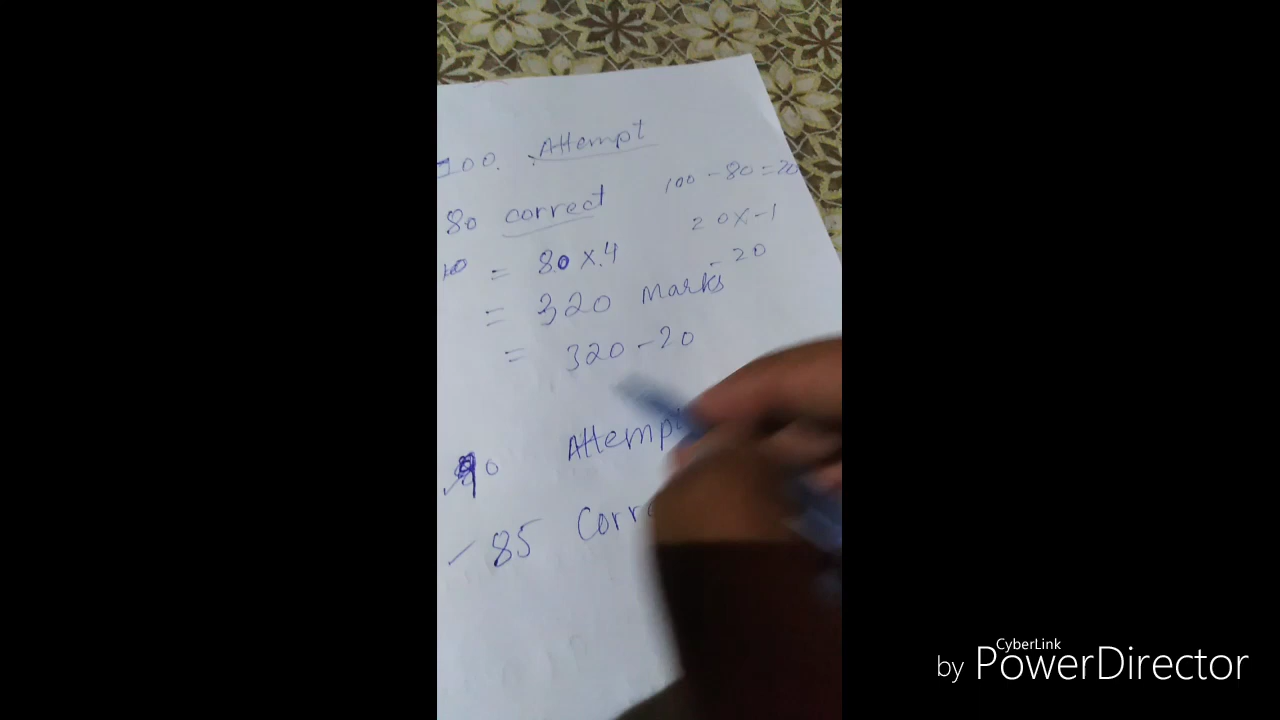 100. Attempt
100 - 80 = 20
80 correct
20 x -1
- 20
= 80 x 4
= 320 Marks
= 320 - 20
90 Attempt
85 Corre
CyberLink
by PowerDirector